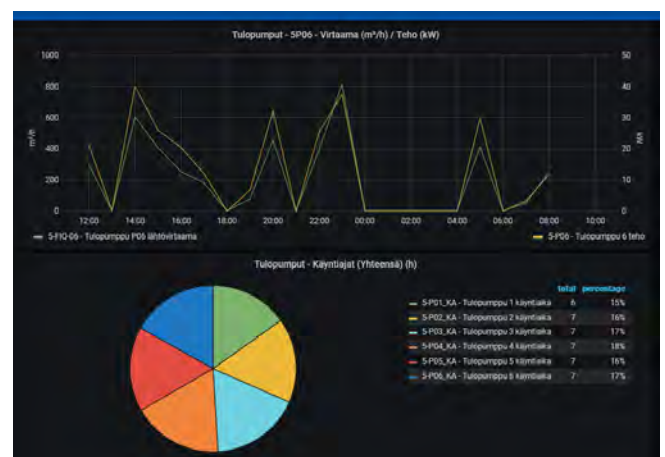 Tulopumput - 5P06 - Virtaama (m³/h) / Teho (kW)
1000 50
800 40
600 30
400 20
200 10
0 0
m³/h kW
12:00 14:00 16:00 18:00 20:00 22:00 00:00 02:00 04:00 06:00 08:00 10:00
5-FIQ-06 - Tulopumppu P06 lähtövirtaama 5-P06 - Tulopumppu 6 teho
Tulopumput - Käyntiajat (Yhteensä) (h)
total percentage
5-P01_KA - Tulopumppu 1 käyntiaika 6 15%
5-P02_KA - Tulopumppu 2 käyntiaika 7 16%
5-P03_KA - Tulopumppu 3 käyntiaika 7 17%
5-P04_KA - Tulopumppu 4 käyntiaika 7 18%
5-P05_KA - Tulopumppu 5 käyntiaika 7 16%
5-P06_KA - Tulopumppu 6 käyntiaika 7 17%